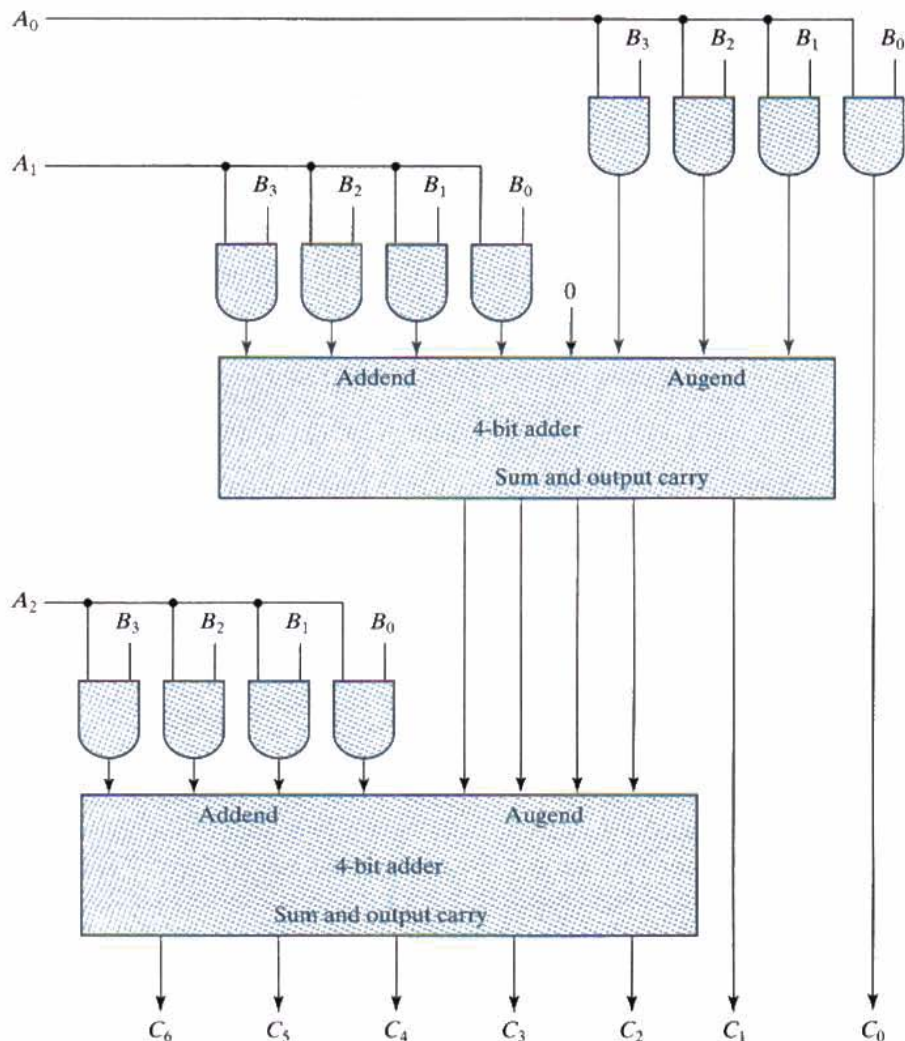 A₀
B₃ B₂ B₁ B₀
A₁
B₃ B₂ B₁ B₀
0
Addend Augend
4-bit adder
Sum and output carry
A₂
B₃ B₂ B₁ B₀
Addend Augend
4-bit adder
Sum and output carry
C₆ C₅ C₄ C₃ C₂ C₁ C₀